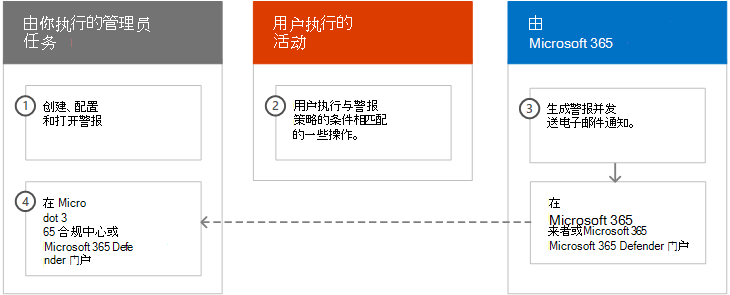 由你执行的管理员
任务
用户执行的
活动
由
Microsoft 365
1
创建、配置
和打开警报
2
用户执行与警报
策略的条件相匹配
的一些操作。
3
生成警报并发
送电子邮件通知。
4
在 Micro
dot 3
65 合规中心或
Microsoft 365 Defe
nder 门户
在
Microsoft 365
来者或Microsoft 365
Microsoft 365 Defender 门户